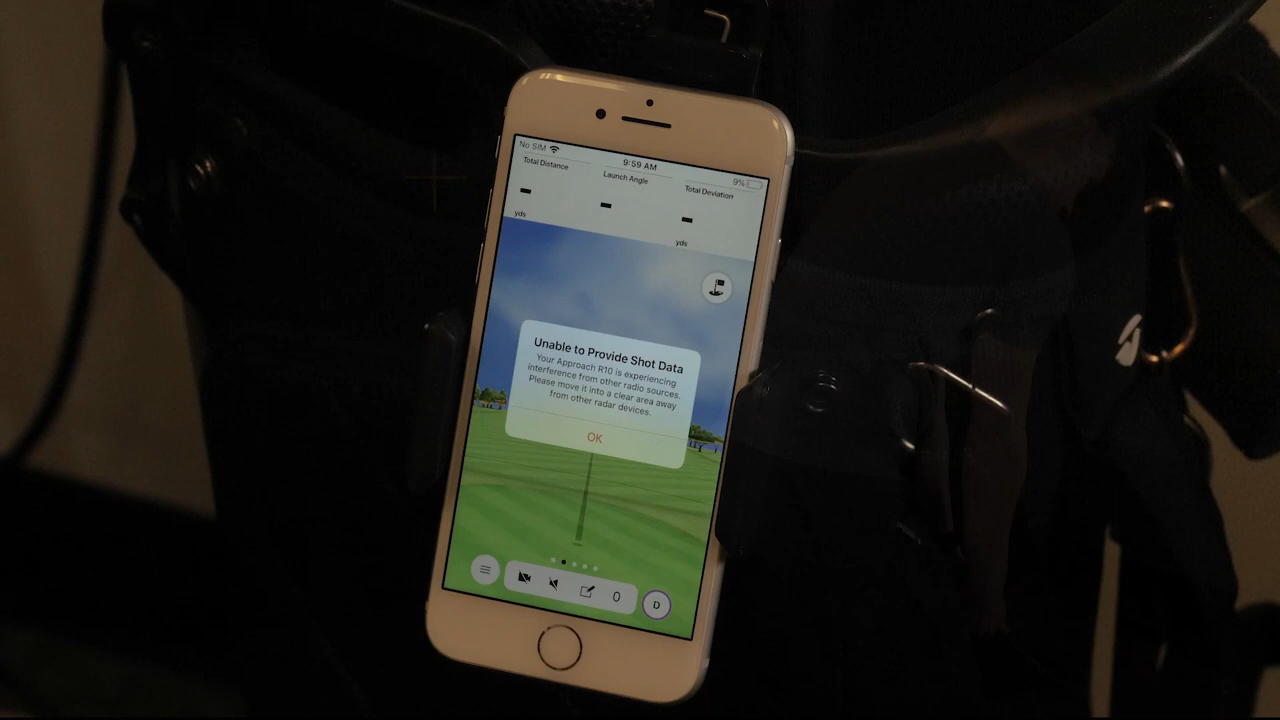 No SIM 9:59 AM 9%
Total Distance Launch Angle Total Deviation
- - -
yds yds
Unable to Provide Shot Data
Your Approach R10 is experiencing
interference from other radio sources.
Please move it into a clear area away
from other radar devices.
OK
0 D